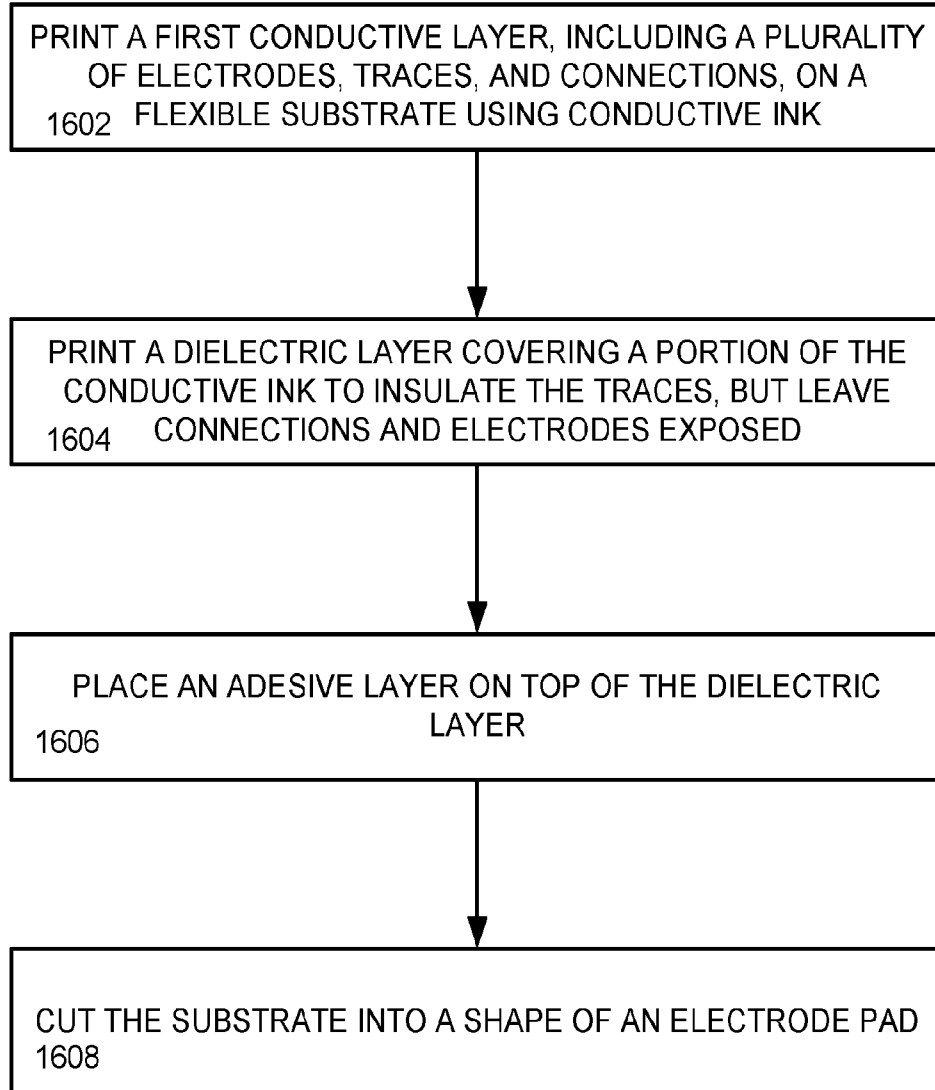 PRINT A FIRST CONDUCTIVE LAYER, INCLUDING A PLURALITY
OF ELECTRODES, TRACES, AND CONNECTIONS, ON A
1602 FLEXIBLE SUBSTRATE USING CONDUCTIVE INK
PRINT A DIELECTRIC LAYER COVERING A PORTION OF THE
CONDUCTIVE INK TO INSULATE THE TRACES, BUT LEAVE
1604 CONNECTIONS AND ELECTRODES EXPOSED
PLACE AN ADESIVE LAYER ON TOP OF THE DIELECTRIC
LAYER
1606
CUT THE SUBSTRATE INTO A SHAPE OF AN ELECTRODE PAD
1608